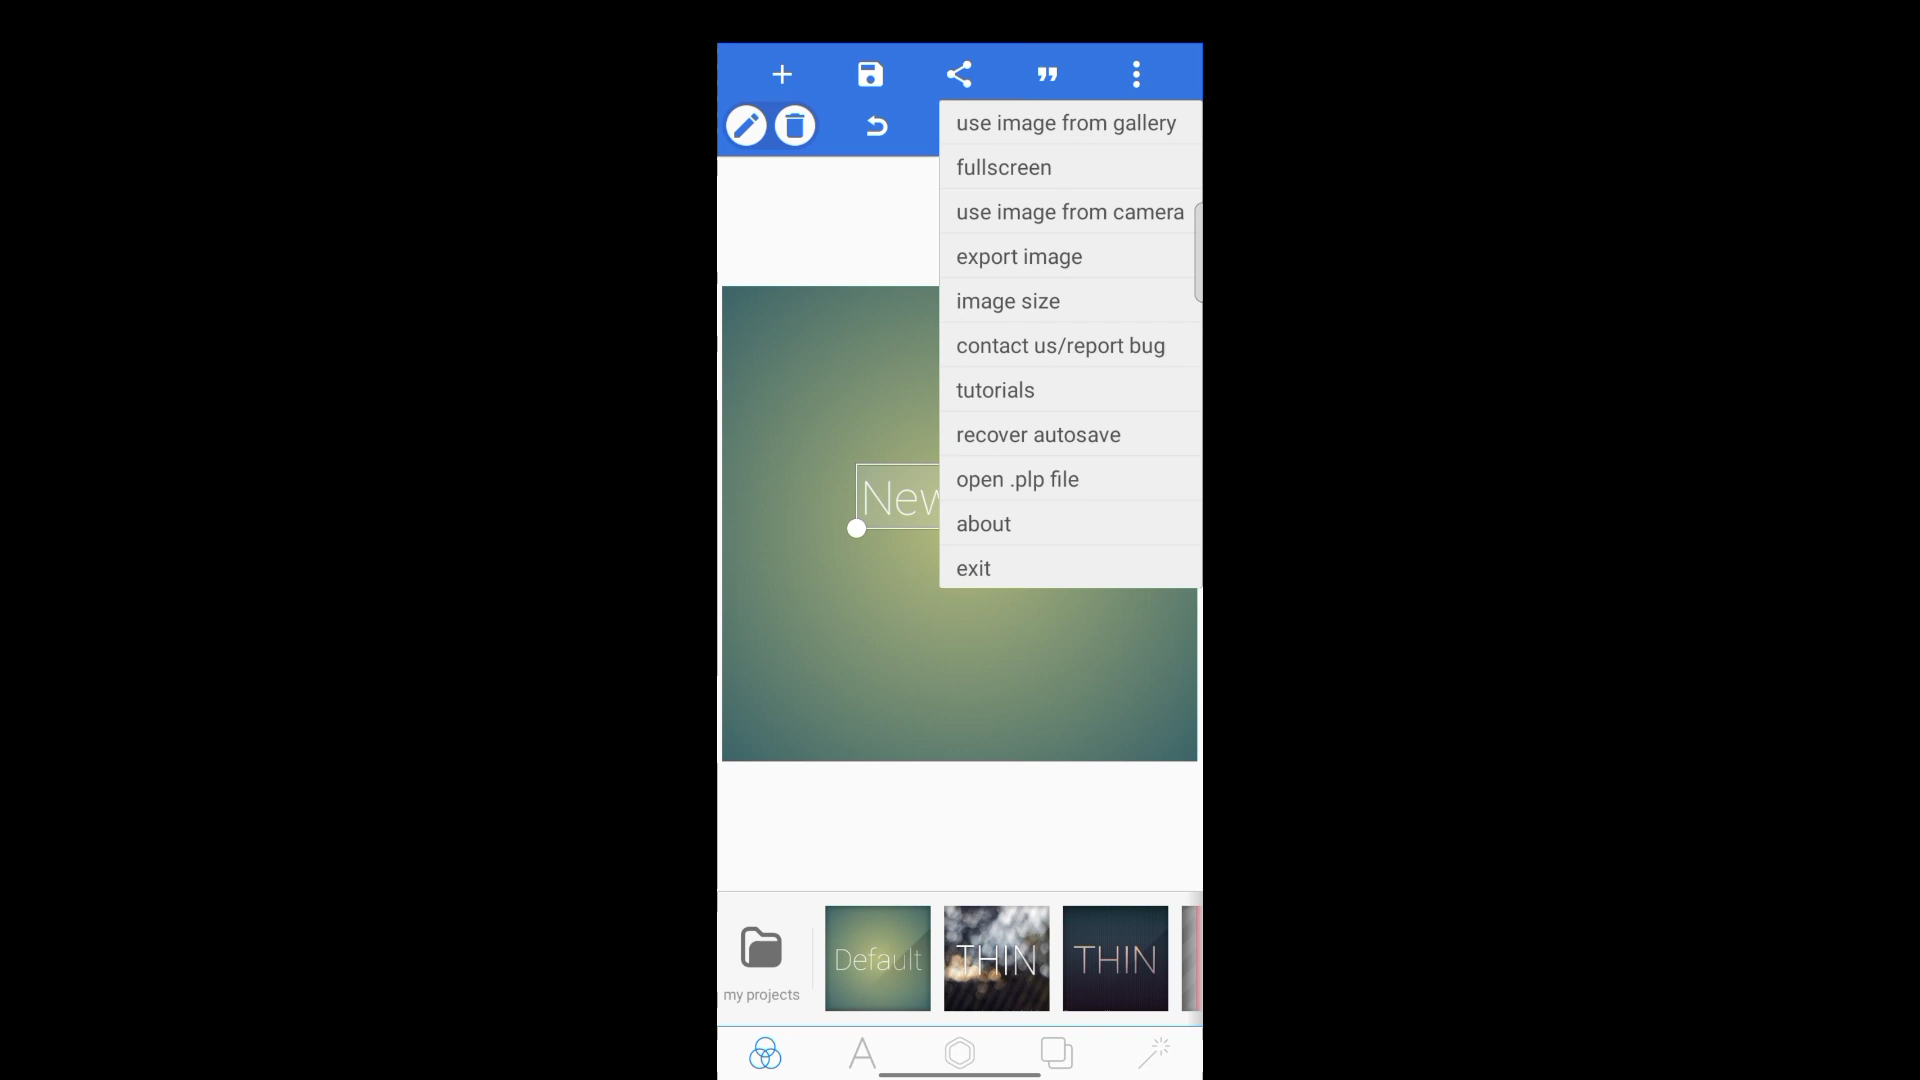 use image from gallery
fullscreen
use image from camera
export image
image size
contact us/report bug
tutorials
recover autosave
open .plp file
about
exit
New
my projects
Default
THIN
THIN